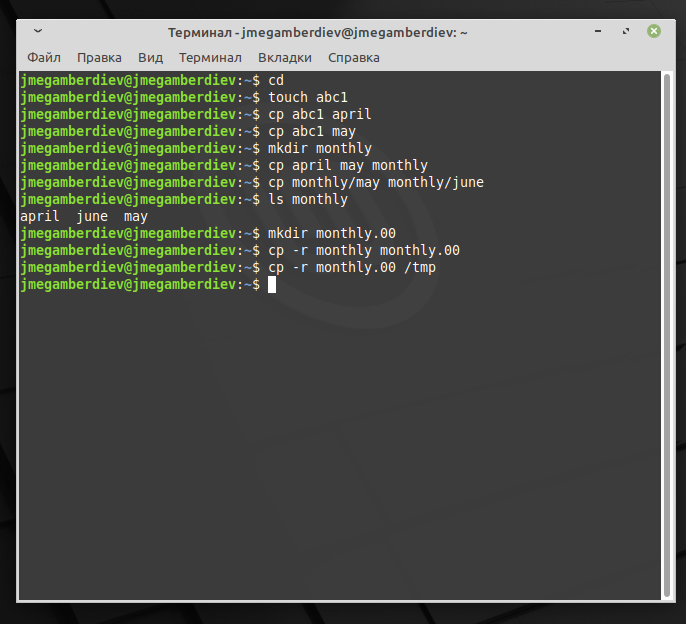 Терминал - jmegamberdiev@jmegamberdiev: ~
Файл Правка Вид Терминал Вкладки Справка
jmegamberdiev@jmegamberdiev:~$ cd
jmegamberdiev@jmegamberdiev:~$ touch abc1
jmegamberdiev@jmegamberdiev:~$ cp abc1 april
jmegamberdiev@jmegamberdiev:~$ cp abc1 may
jmegamberdiev@jmegamberdiev:~$ mkdir monthly
jmegamberdiev@jmegamberdiev:~$ cp april may monthly
jmegamberdiev@jmegamberdiev:~$ cp monthly/may monthly/june
jmegamberdiev@jmegamberdiev:~$ ls monthly
april  june  may
jmegamberdiev@jmegamberdiev:~$ mkdir monthly.00
jmegamberdiev@jmegamberdiev:~$ cp -r monthly monthly.00
jmegamberdiev@jmegamberdiev:~$ cp -r monthly.00 /tmp
jmegamberdiev@jmegamberdiev:~$